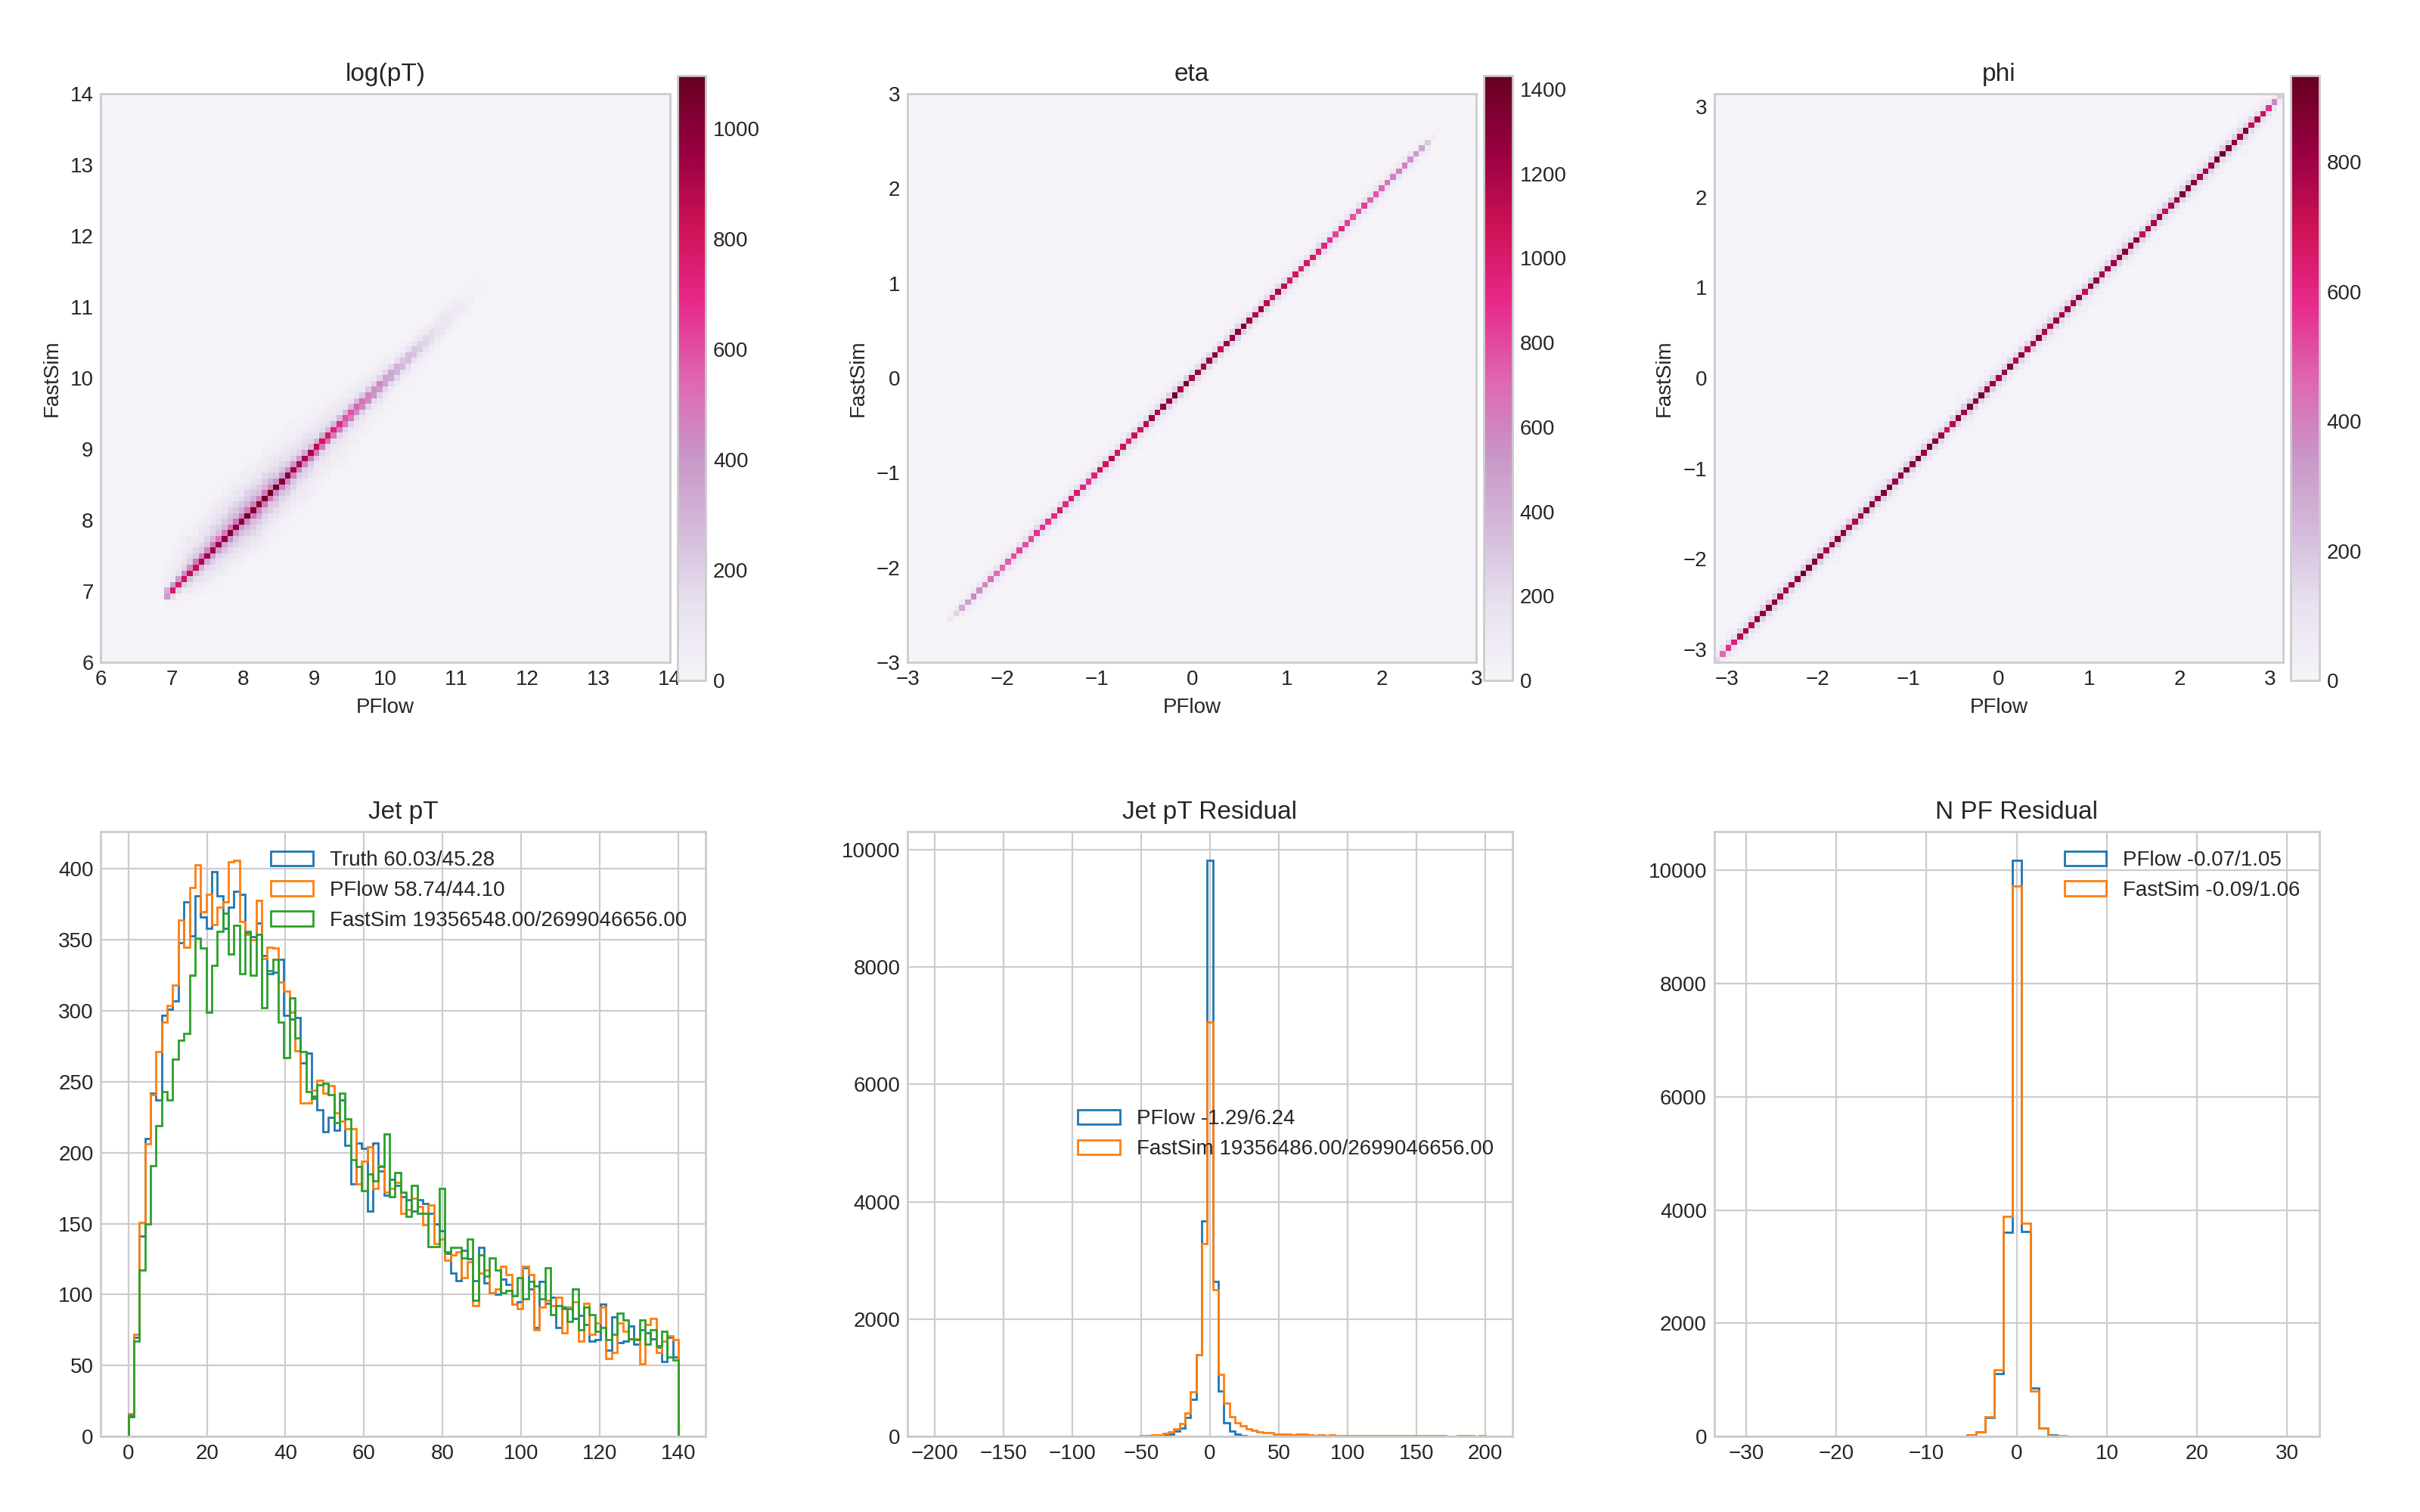 log(pT)
14
13
12
11
10
9
8
7
6
FastSim
6 7 8 9 10 11 12 13 14
PFlow
1000
800
600
400
200
0
eta
3
2
1
0
−1
−2
−3
FastSim
−3 −2 −1 0 1 2 3
PFlow
1400
1200
1000
800
600
400
200
0
phi
3
2
1
0
−1
−2
−3
FastSim
−3 −2 −1 0 1 2 3
PFlow
800
600
400
200
0
Jet pT
Truth 60.03/45.28
PFlow 58.74/44.10
FastSim 19356548.00/2699046656.00
400
350
300
250
200
150
100
50
0
0 20 40 60 80 100 120 140
Jet pT Residual
10000
8000
6000
4000
2000
0
PFlow -1.29/6.24
FastSim 19356486.00/2699046656.00
−200 −150 −100 −50 0 50 100 150 200
N PF Residual
PFlow -0.07/1.05
FastSim -0.09/1.06
10000
8000
6000
4000
2000
0
−30 −20 −10 0 10 20 30